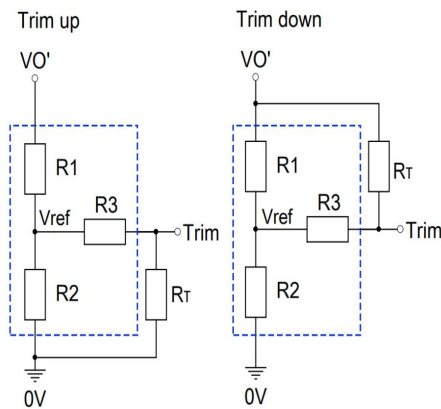 Trim up
VO'
R1
Vref
R3
Trim
R2
RT
0V
Trim down
VO'
R1
RT
Vref
R3
Trim
R2
0V